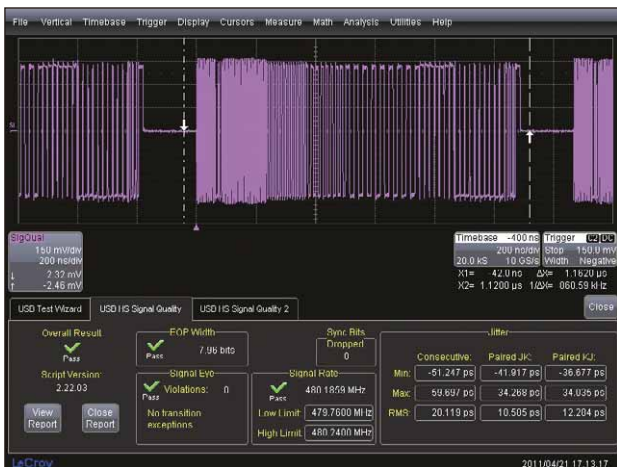 File Vertical Timebase Trigger Display Cursors Measure Math Analysis Utilities Help
SigQual
150 mV/div
200 ns/div
2.32 mV
-2.46 mV
Timebase -400 ns
200 ns/div
20.0 kS 10 GS/s
Trigger C2 DC
Stop 150.0 mV
Width Negative
X1= -42.0 ns ΔX= 1.1620 µs
X2= 1.1200 µs 1/ΔX= 860.59 kHz
USB Test Wizard USB HS Signal Quality USB HS Signal Quality 2 Close
Overall Result
Pass
Script Version:
2.22.03
View Report
Close Report
EOP Width
Pass 7.96 bits
Sync Bits
Dropped
0
Signal Eye
Pass Violations: 0
No transition
exceptions
Signal Rate
Pass 480.1859 MHz
Low Limit: 479.7600 MHz
High Limit: 480.2400 MHz
Jitter
Consecutive: Paired JK: Paired KJ:
Min: -51.247 ps -41.917 ps -36.677 ps
Max: 59.697 ps 34.268 ps 34.035 ps
RMS: 20.119 ps 10.505 ps 12.204 ps
LeCroy 2011/04/21 17:13:17